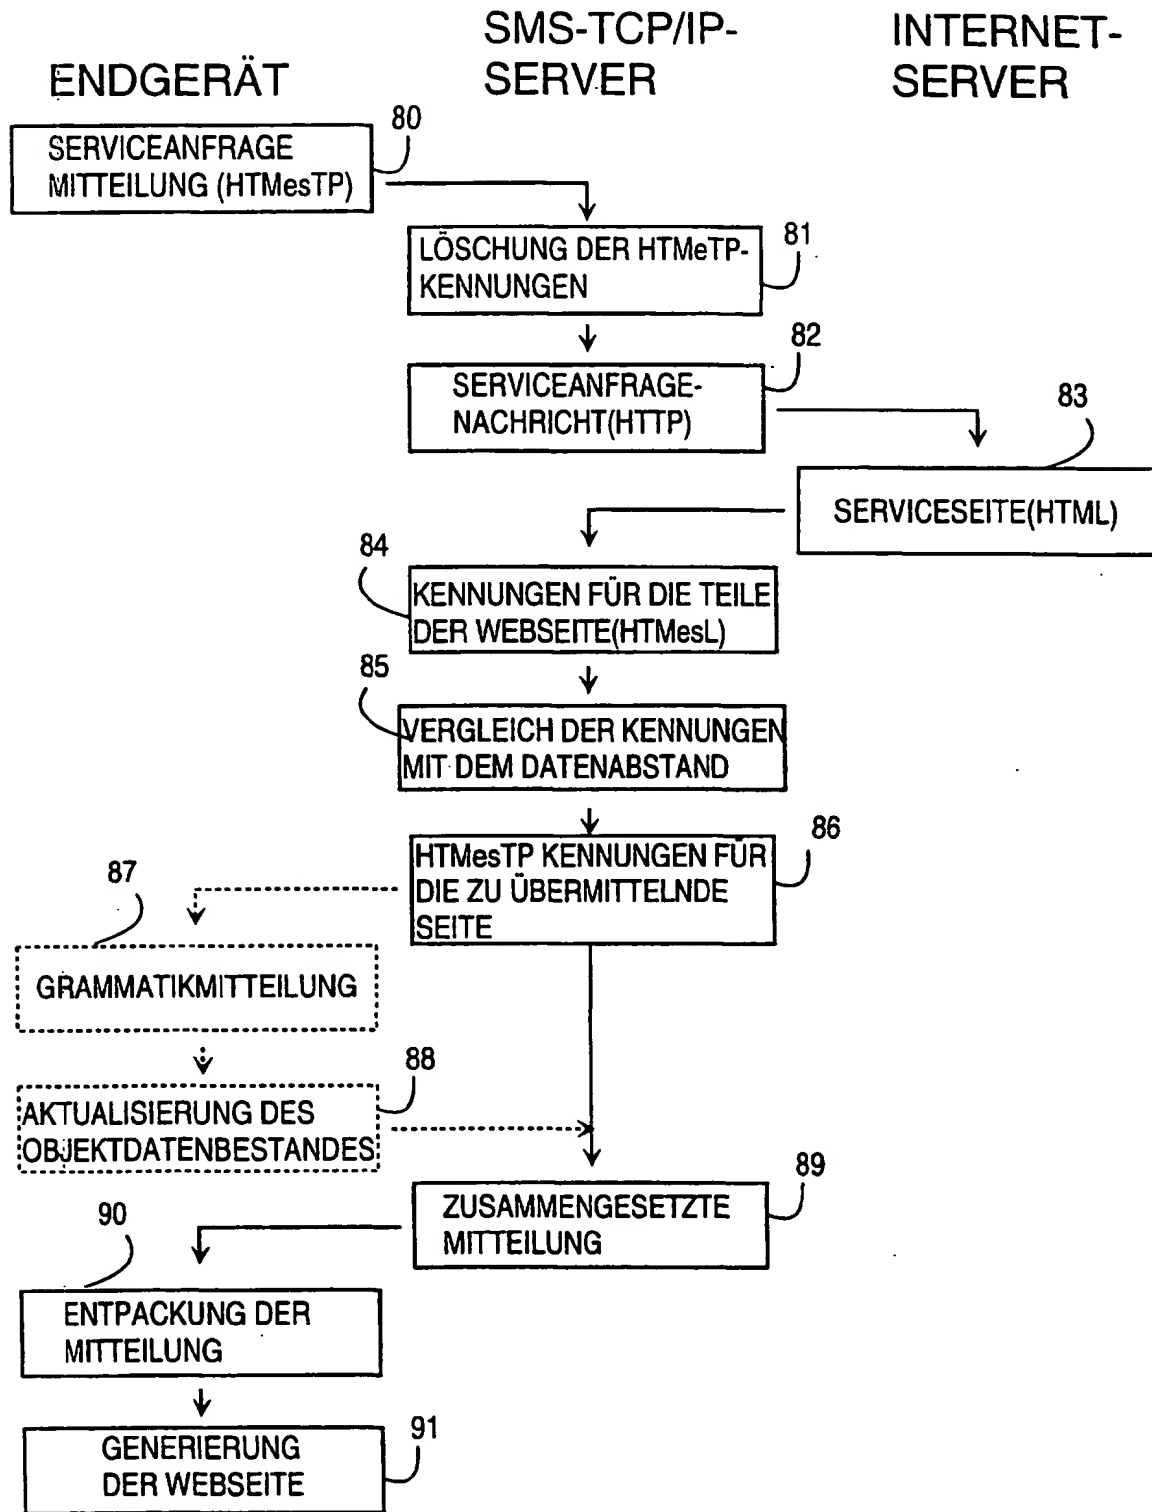 ENDGERÄT
SMS-TCP/IP-
SERVER
INTERNET-
SERVER
80
SERVICEANFRAGE
MITTEILUNG (HTMesTP)
81
LÖSCHUNG DER HTMeTP-
KENNUNGEN
82
SERVICEANFRAGE-
NACHRICHT(HTTP)
83
SERVICESEITE(HTML)
84
KENNUNGEN FÜR DIE TEILE
DER WEBSEITE(HTMesL)
85
VERGLEICH DER KENNUNGEN
MIT DEM DATENABSTAND
86
HTMesTP KENNUNGEN FÜR
DIE ZU ÜBERMITTELNDE
SEITE
87
GRAMMATIKMITTEILUNG
88
AKTUALISIERUNG DES
OBJEKTDATENBESTANDES
89
ZUSAMMENGESETZTE
MITTEILUNG
90
ENTPACKUNG DER
MITTEILUNG
91
GENERIERUNG
DER WEBSEITE